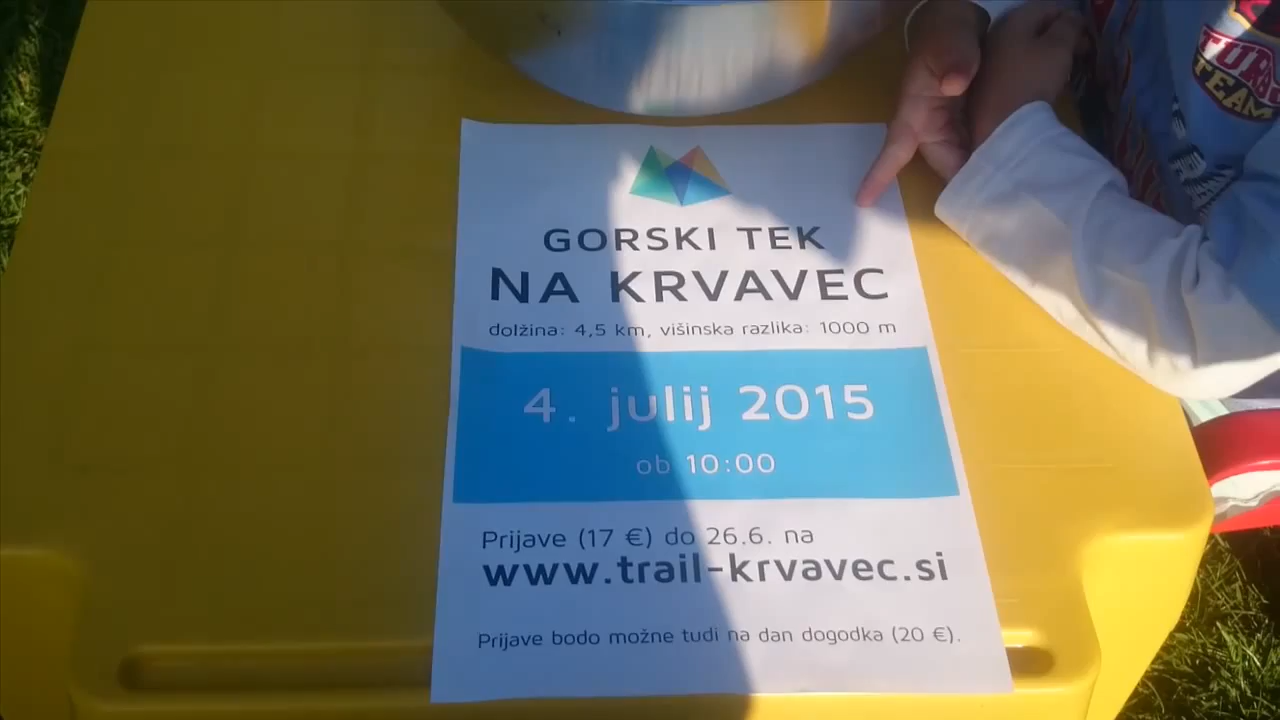 GORSKI TEK
NA KRVAVEC
dolžina: 4,5 km, višinska razlika: 1000 m
4. julij 2015
ob 10:00
Prijave (17 €) do 26.6. na
www.trail-krvavec.si
Prijave bodo možne tudi na dan dogodka (20 €).
TEAM